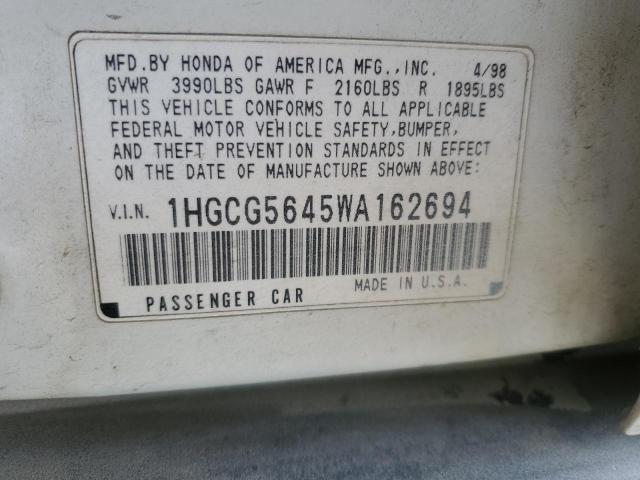 MFD.BY HONDA OF AMERICA MFG.,INC. 4/98
GVWR 3990LBS GAWR F 2160LBS R 1895LBS
THIS VEHICLE CONFORMS TO ALL APPLICABLE
FEDERAL MOTOR VEHICLE SAFETY,BUMPER,
AND THEFT PREVENTION STANDARDS IN EFFECT
ON THE DATE OF MANUFACTURE SHOWN ABOVE:
V.I.N. 1HGCG5645WA162694
PASSENGER CAR MADE IN U.S.A.